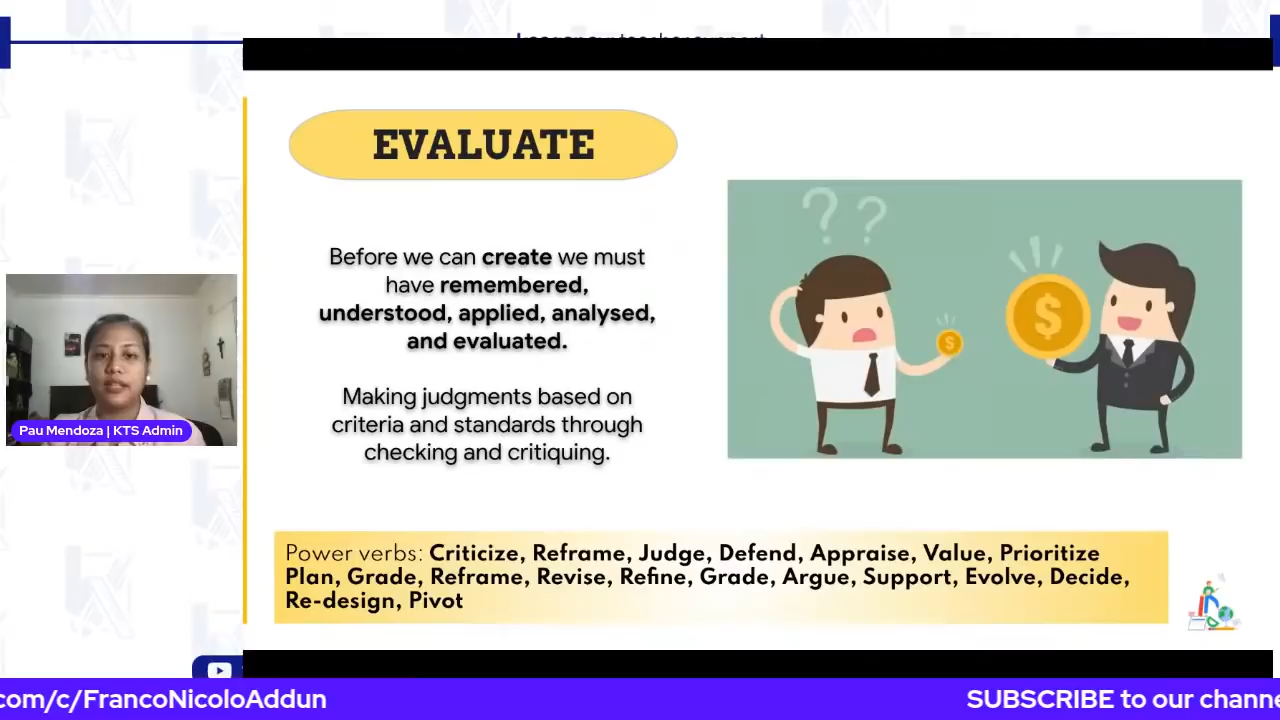 EVALUATE
Before we can create we must
have remembered,
understood, applied, analysed,
and evaluated.
Making judgments based on
criteria and standards through
checking and critiquing.
Pau Mendoza | KTS Admin
Power verbs: Criticize, Reframe, Judge, Defend, Appraise, Value, Prioritize
Plan, Grade, Reframe, Revise, Refine, Grade, Argue, Support, Evolve, Decide,
Re-design, Pivot
com/c/FrancoNicoloAddun
SUBSCRIBE to our channe